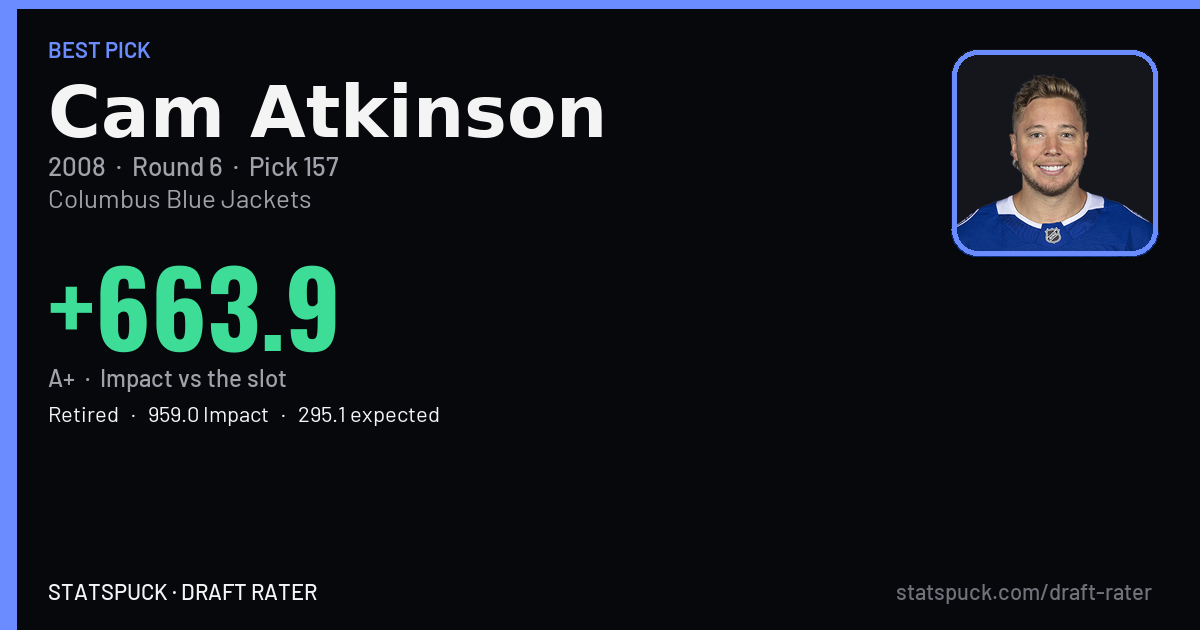 BEST PICK
Cam Atkinson
2008 · Round 6 · Pick 157
Columbus Blue Jackets
+663.9
A+ · Impact vs the slot
Retired · 959.0 Impact · 295.1 expected
STATSPUCK · DRAFT RATER
statspuck.com/draft-rater